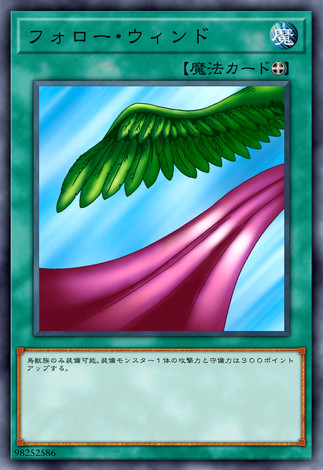 フォロー・ウィンド
魔
【魔法カード】
鳥獣族のみ装備可能。装備モンスター１体の攻撃力と守備力は３００ポイント
アップする。
98252586